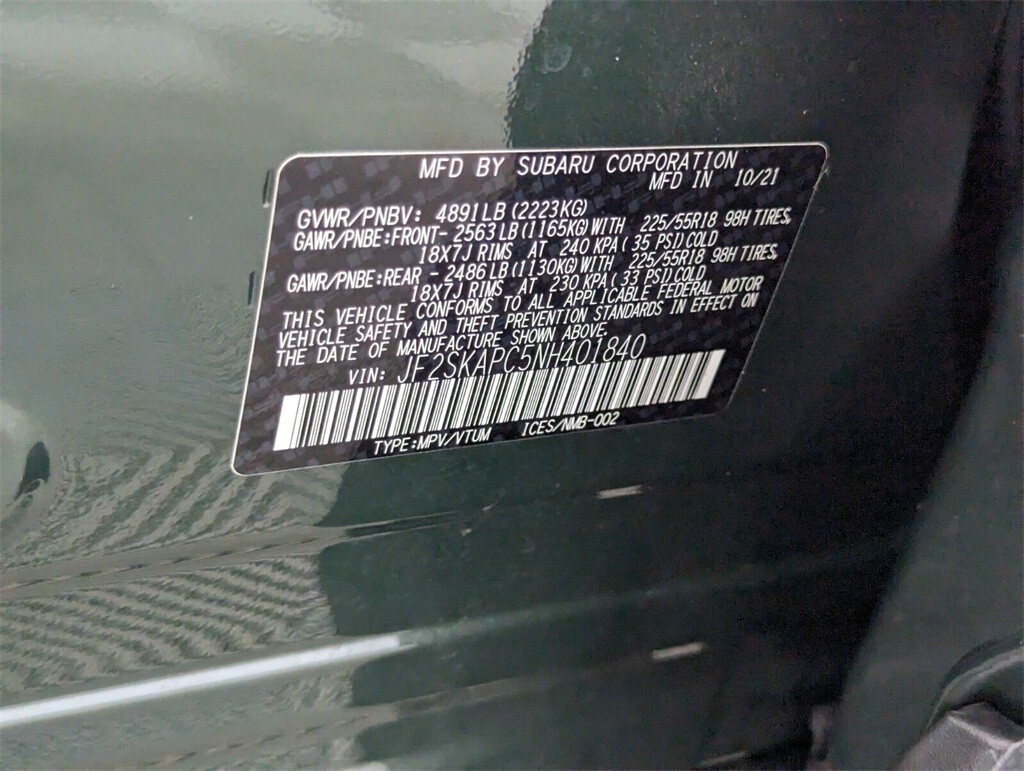 MFD BY SUBARU CORPORATION
MFD IN 10/21
GVWR/PNBV: 4891LB(2223KG)
GAWR/PNBE:FRONT- 2563LB(1165KG)WITH 225/55R18 98H TIRES,
18X7J RIMS AT 240 KPA(35 PSI)COLD
GAWR/PNBE:REAR - 2486LB(1130KG)WITH 225/55R18 98H TIRES,
18X7J RIMS AT 230 KPA(33 PSI)COLD
THIS VEHICLE CONFORMS TO ALL APPLICABLE FEDERAL MOTOR
VEHICLE SAFETY AND THEFT PREVENTION STANDARDS IN EFFECT ON
THE DATE OF MANUFACTURE SHOWN ABOVE.
VIN: JF2SKAPC5NH401840
TYPE:MPV/VTUM ICES/NMB-002